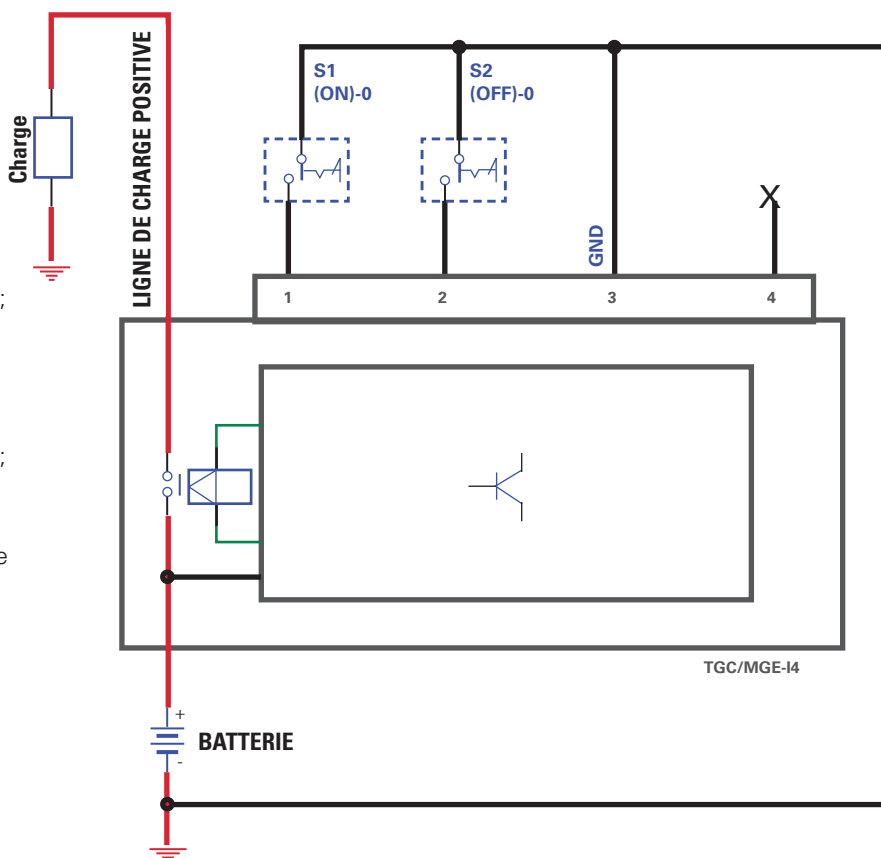 S1
(ON)-0
S2
(OFF)-0
Charge
LIGNE DE CHARGE POSITIVE
X
GND
;
1
2
3
4
;
e
TGC/MGE-I4
+
BATTERIE
-